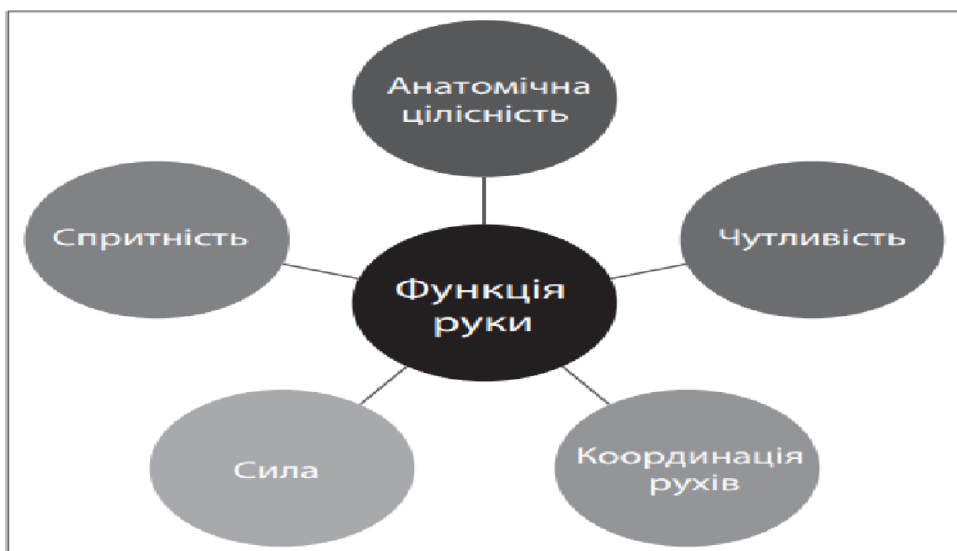 Анатомічна
цілісність
Спритність
Чутливість
Функція
руки
Сила
Координація
рухів